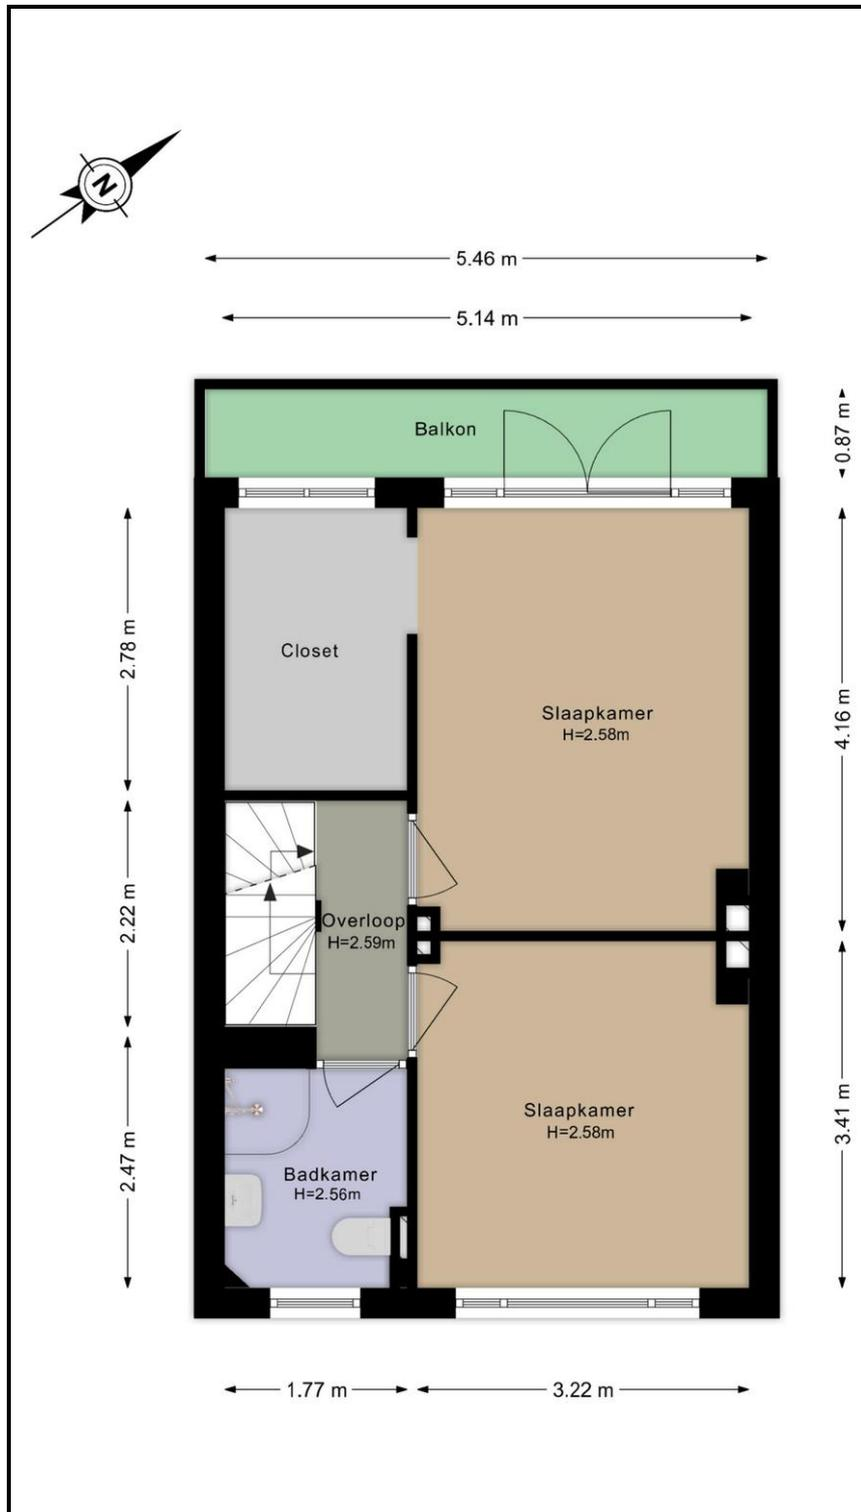 N
5.46 m
5.14 m
0.87 m
Balkon
2.78 m
4.16 m
Closet
Slaapkamer
H=2.58m
2.22 m
Overloop
H=2.59m
2.47 m
3.41 m
Slaapkamer
H=2.58m
Badkamer
H=2.56m
1.77 m
3.22 m